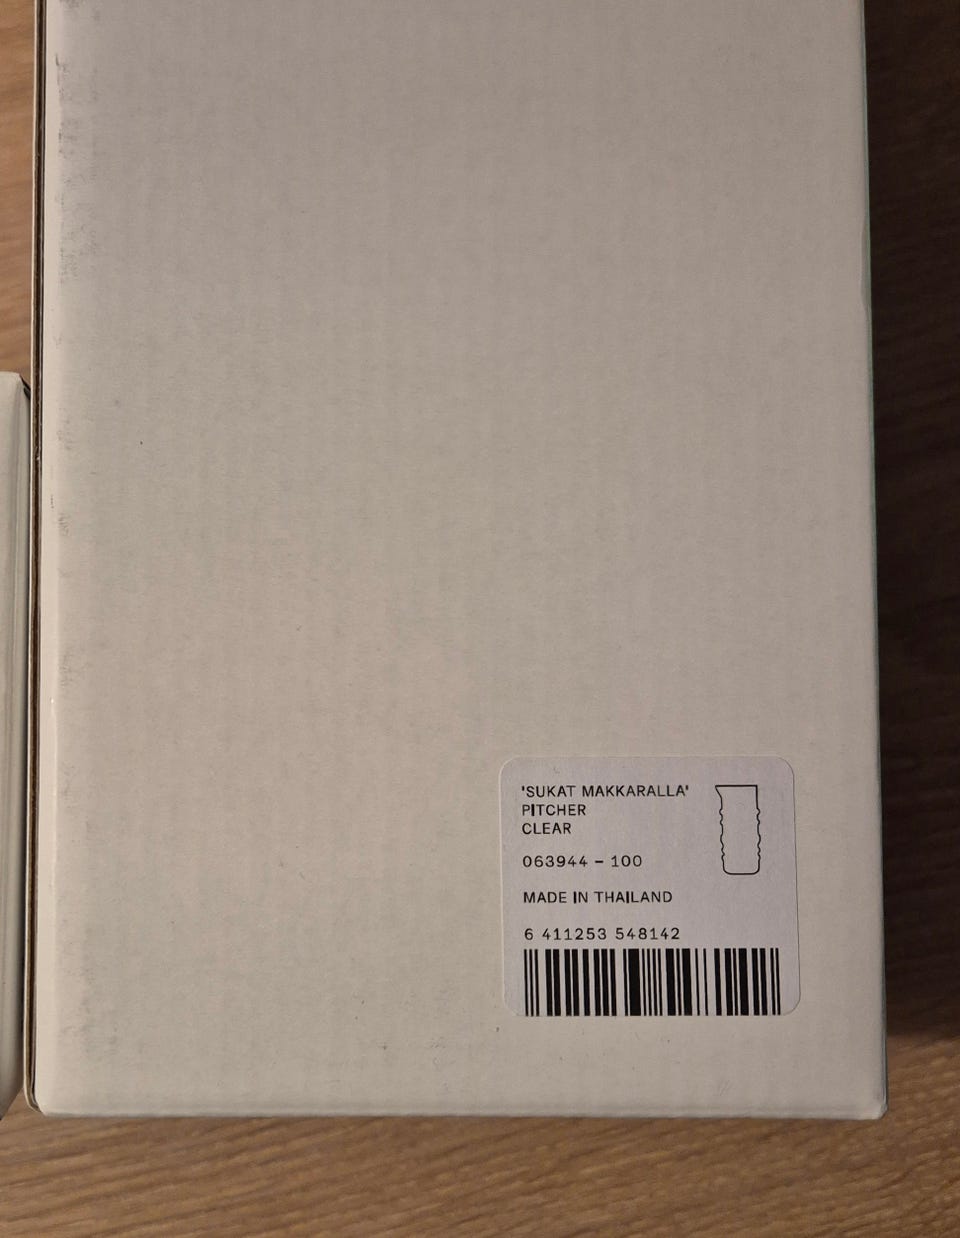 'SUKAT MAKKARALLA'
PITCHER
CLEAR
063944 – 100
MADE IN THAILAND
6 411253 548142